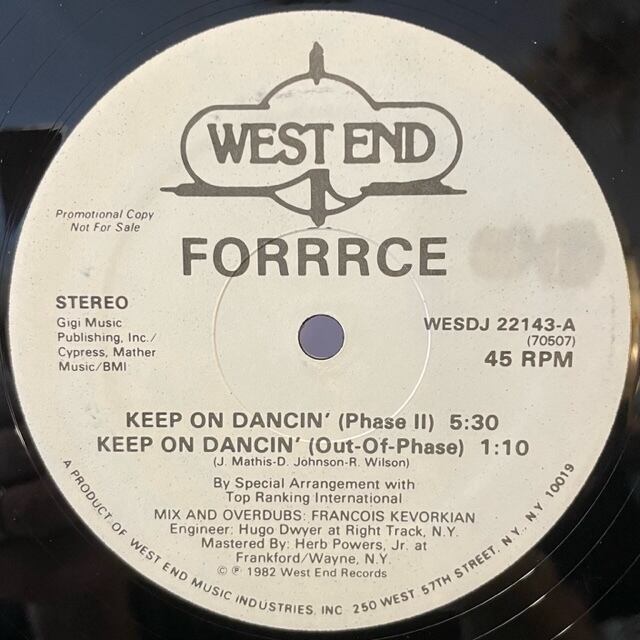 WEST END
FORRRCE
Promotional Copy
Not For Sale
STEREO
Gigi Music
Publishing, Inc./
Cypress, Mather
Music/BMI
WESDJ 22143-A
(70507)
45 RPM
KEEP ON DANCIN' (Phase II) 5:30
KEEP ON DANCIN' (Out-Of-Phase) 1:10
(J. Mathis-D. Johnson-R. Wilson)
By Special Arrangement with
Top Ranking International
MIX AND OVERDUBS: FRANCOIS KEVORKIAN
Engineer: Hugo Dwyer at Right Track, N.Y.
Mastered By: Herb Powers, Jr. at
Frankford/Wayne, N.Y.
© ℗ 1982 West End Records
A PRODUCT OF WEST END MUSIC INDUSTRIES, INC. 250 WEST 57TH STREET, N.Y., N.Y. 10019